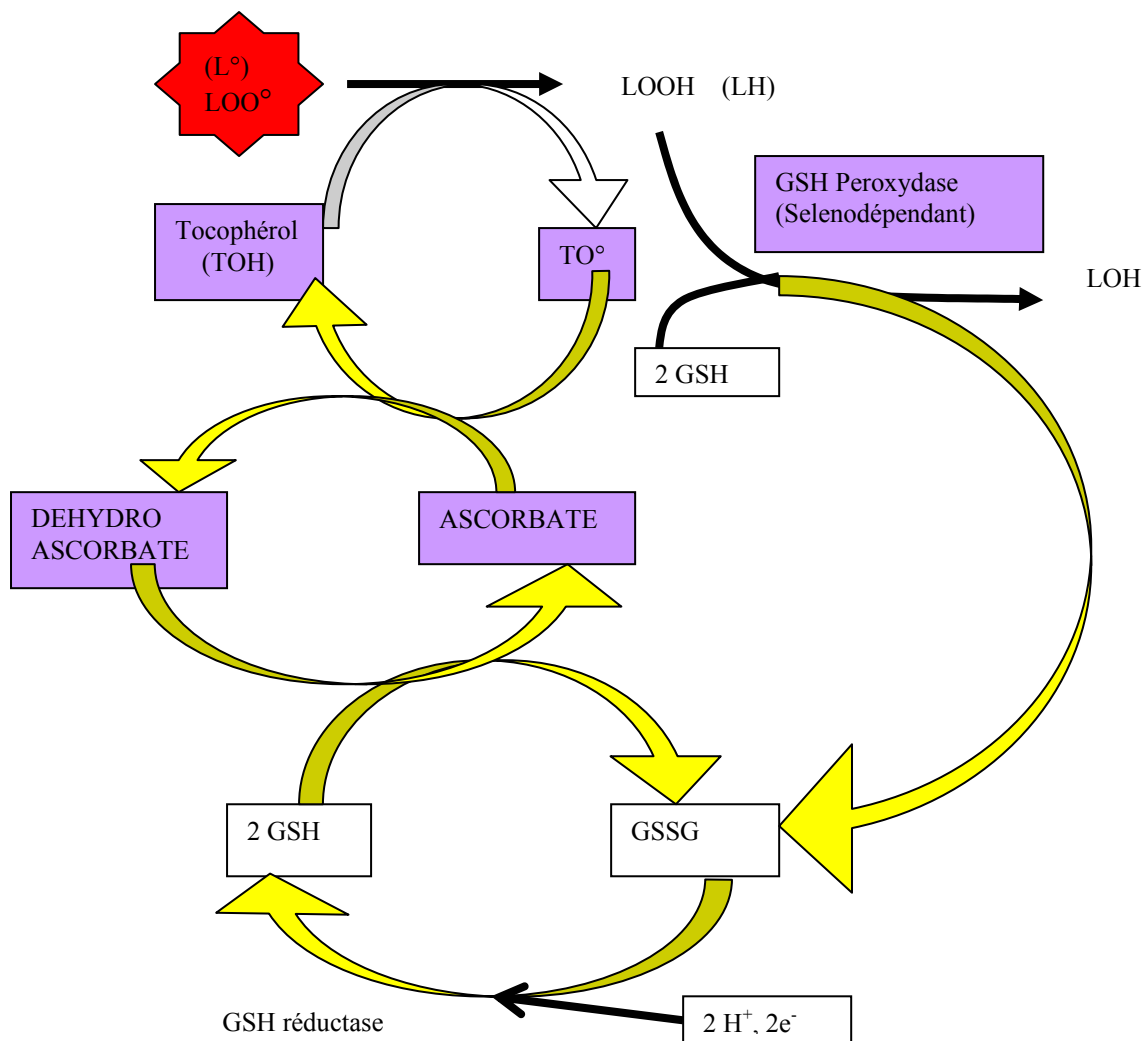 (L°)
LOO°
LOOH (LH)
GSH Peroxydase
(Selenodépendant)
Tocophérol
(TOH)
TO°
LOH
2 GSH
DEHYDRO
ASCORBATE
ASCORBATE
2 GSH
GSSG
GSH réductase
2 H⁺, 2e⁻